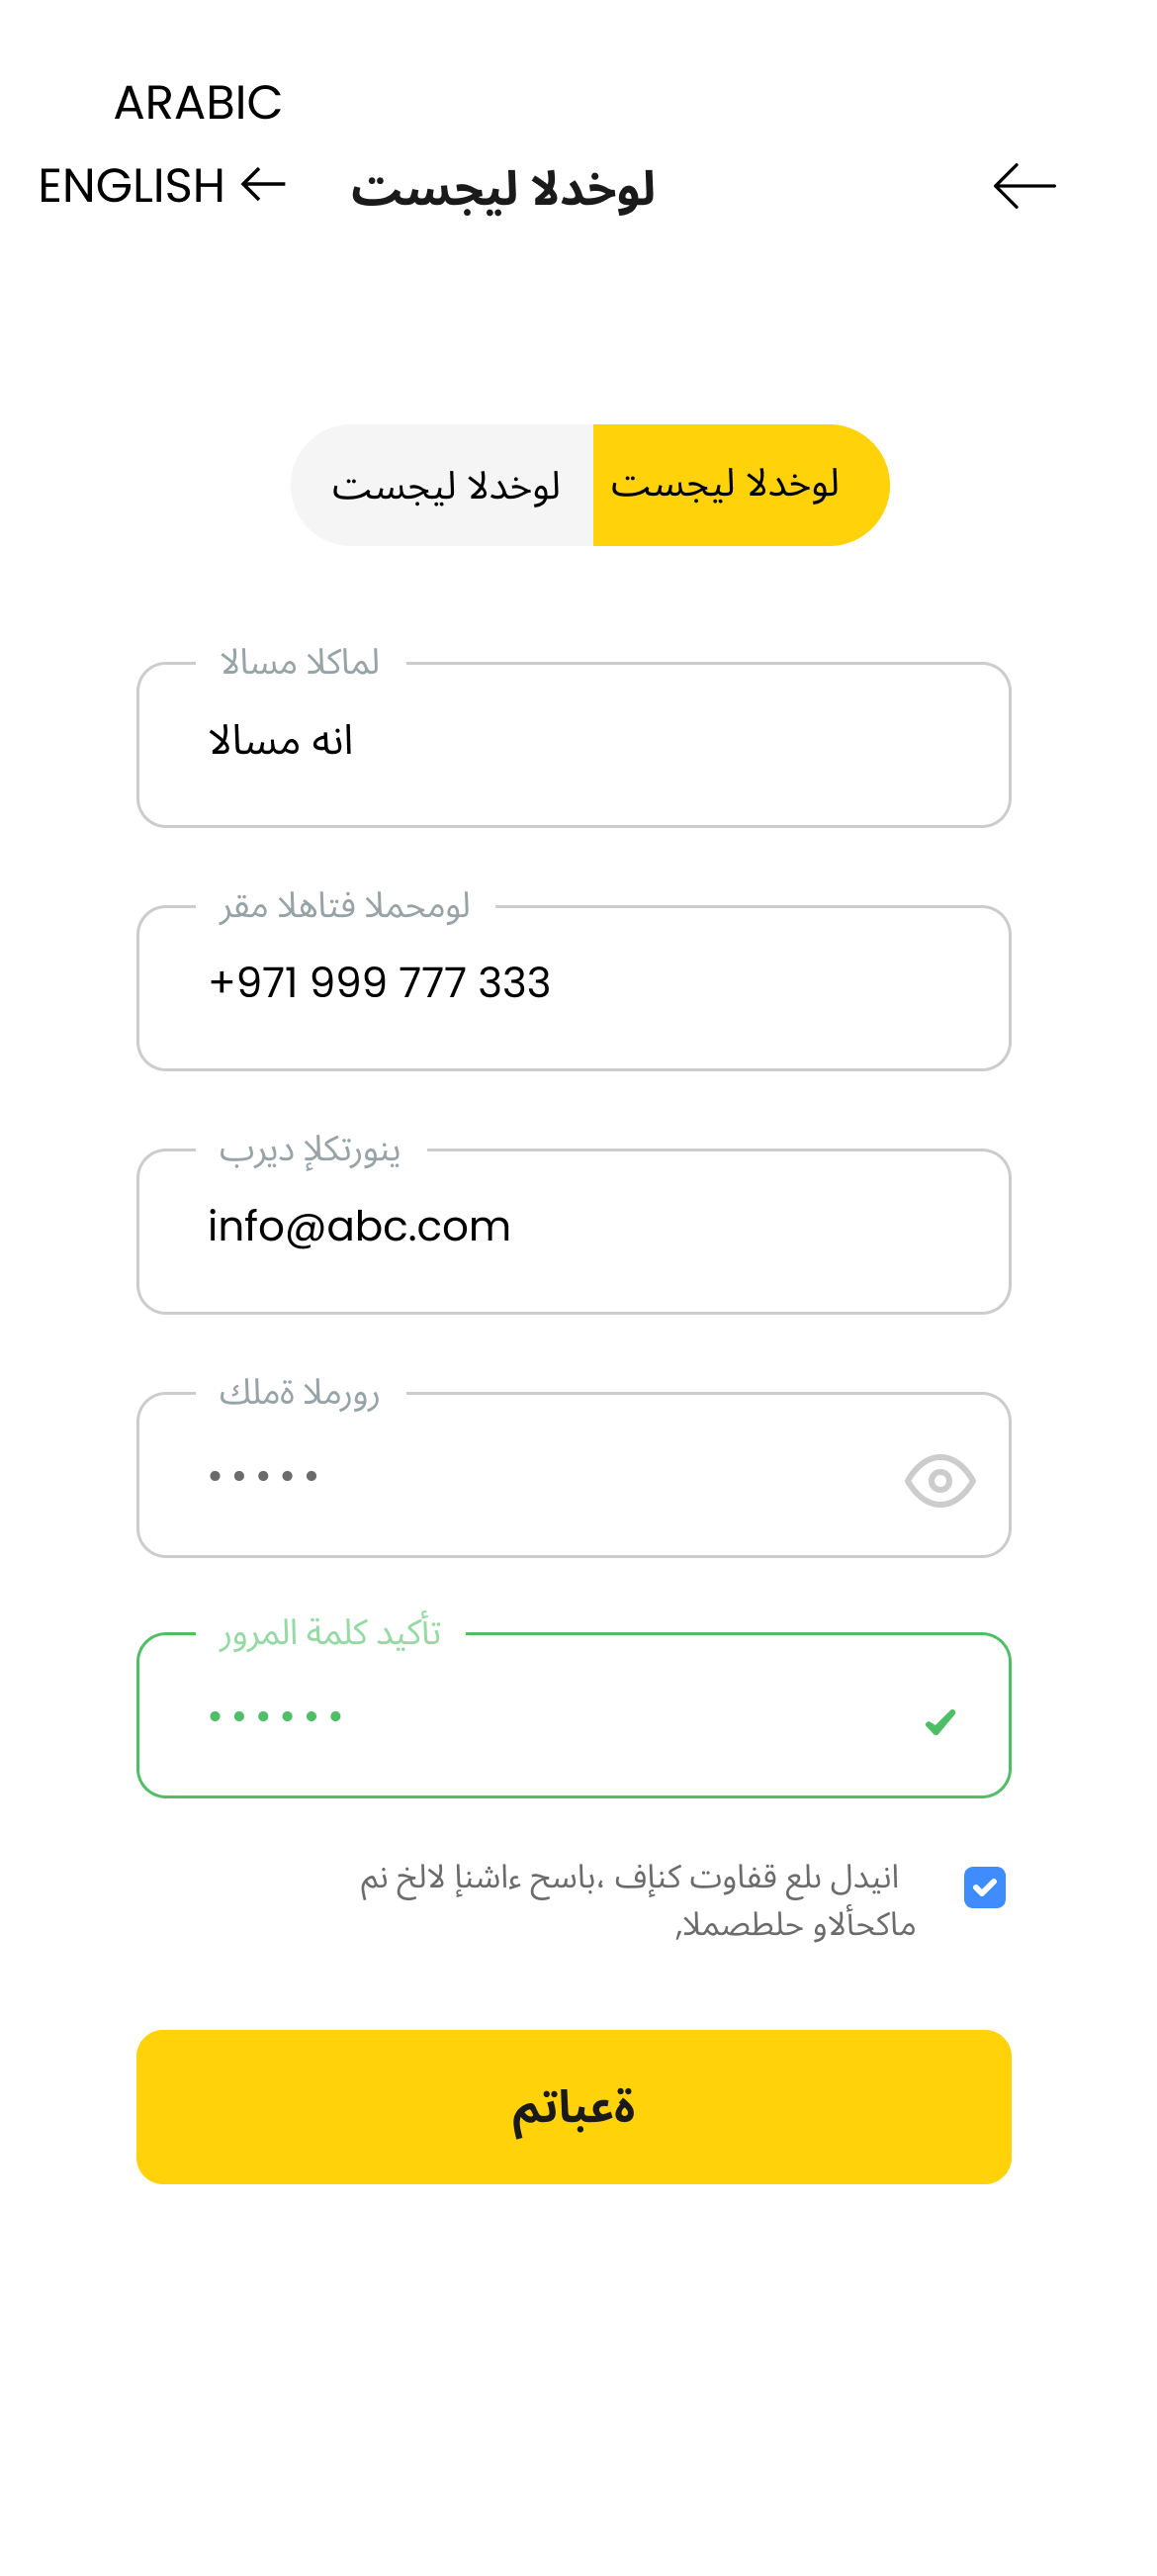 ARABIC
ENGLISH
لوخدلا ليجست
لوخدلا ليجست
لوخدلا ليجست
لماكلا مسالا
انه مسالا
لومحملا فتاهلا مقر
+971 999 777 333
ينورتكلإ ديرب
info@abc.com
رورملا ةملك
تأكيد كلمة المرور
انيدل ىلع قفاوت كنإف ،باسح ءاشنإ لالخ نم
ماكحألاو حلطصملا,
ةعباتم